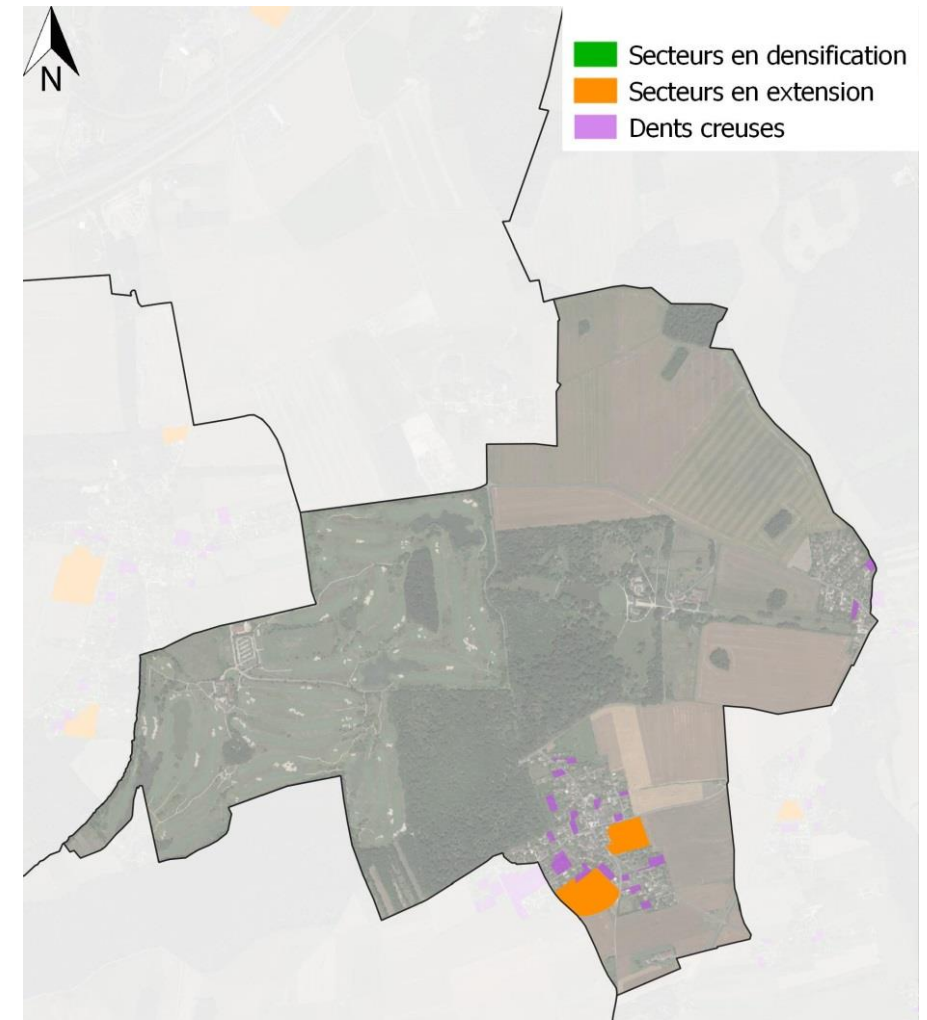 N
Secteurs en densification
Secteurs en extension
Dents creuses